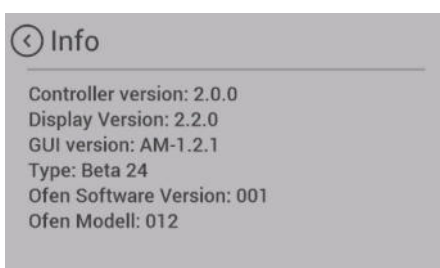 Info
Controller version: 2.0.0
Display Version: 2.2.0
GUI version: AM-1.2.1
Type: Beta 24
Ofen Software Version: 001
Ofen Modell: 012